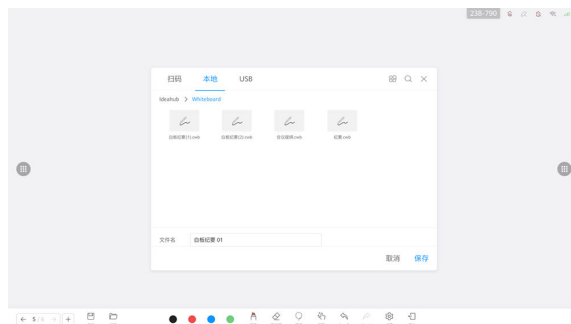 238-790
扫码 本地 USB
Ideahub > Whiteboard
白板纪要(1).cwb 白板纪要(2).cwb 会议提纲.cwb 纪要.cwb
文件名 白板纪要 01
取消 保存
5/5